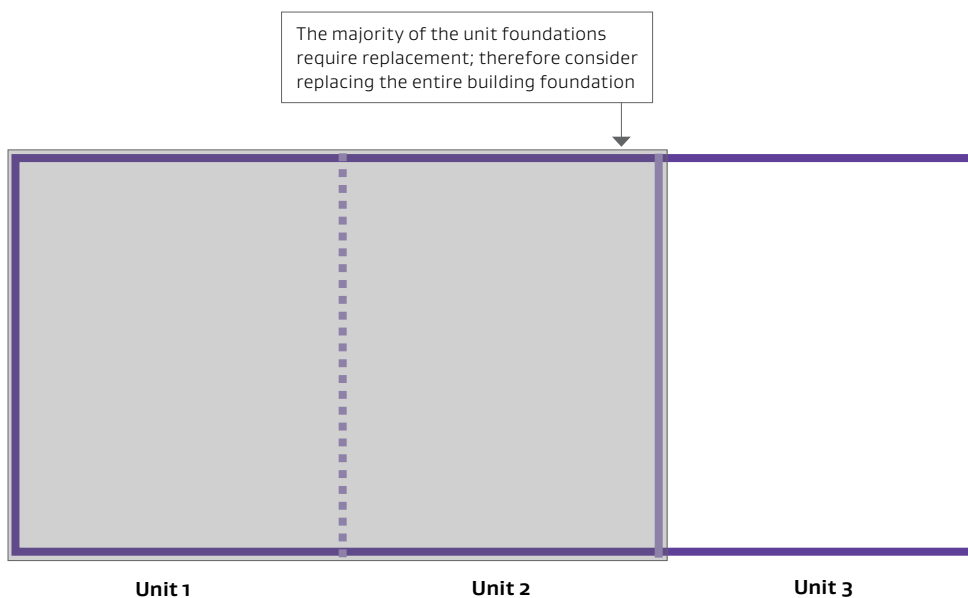 The majority of the unit foundations
require replacement; therefore consider
replacing the entire building foundation
Unit 1
Unit 2
Unit 3